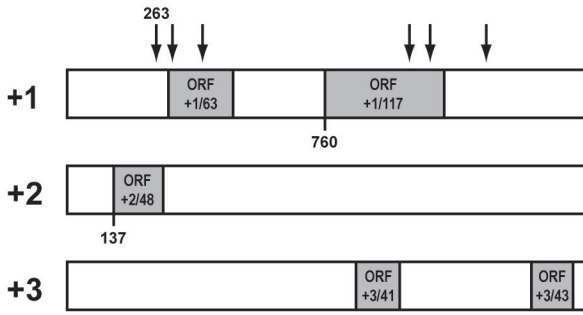 263
+1
ORF
+1/63
ORF
+1/117
760
+2
ORF
+2/48
137
+3
ORF
+3/41
ORF
+3/43